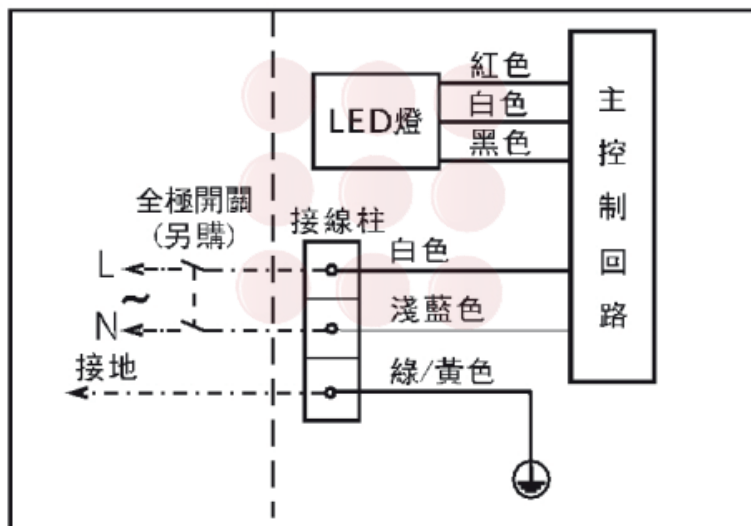 紅色
LED燈
白色
黑色
主控制回路
全極開關
(另購)
接線柱
L
白色
~
N
淺藍色
接地
綠/黃色